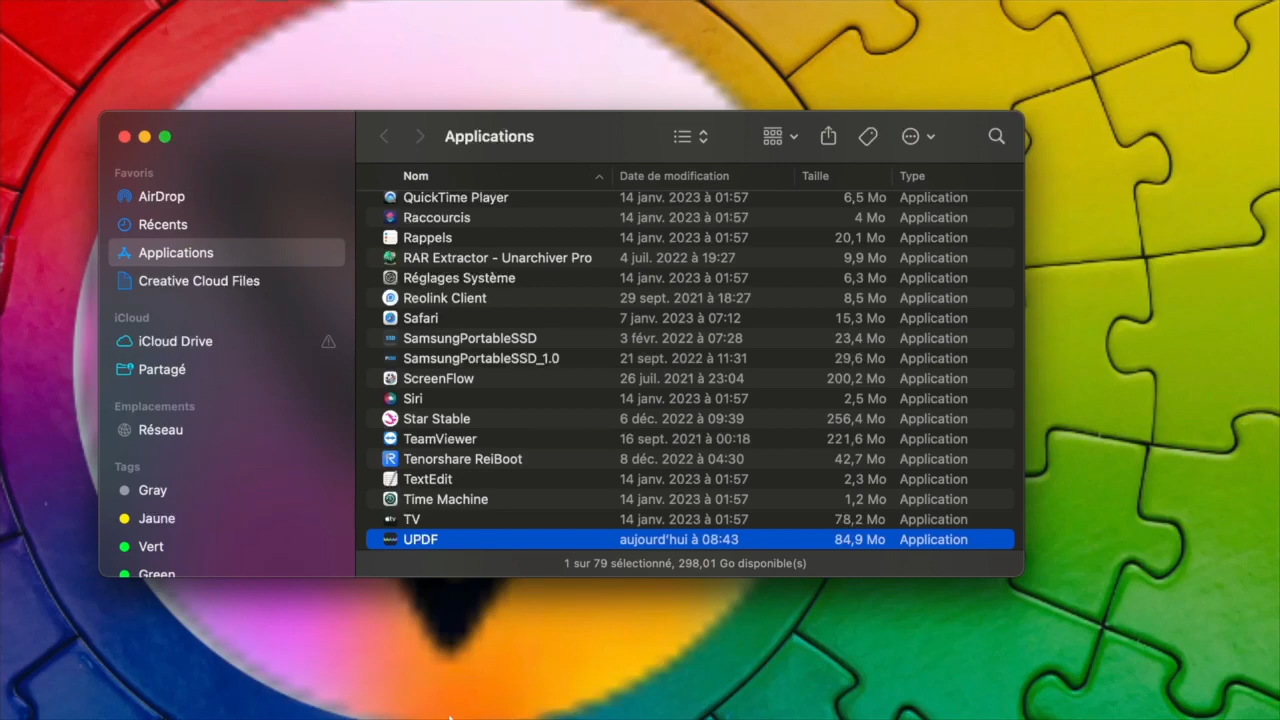 Applications
Favoris
AirDrop
Récents
Applications
Creative Cloud Files
iCloud
iCloud Drive
Partagé
Emplacements
Réseau
Tags
Gray
Jaune
Vert
Green
Nom Date de modification Taille Type
QuickTime Player 14 janv. 2023 à 01:57 6,5 Mo Application
Raccourcis 14 janv. 2023 à 01:57 4 Mo Application
Rappels 14 janv. 2023 à 01:57 20,1 Mo Application
RAR Extractor - Unarchiver Pro 4 juil. 2022 à 19:27 9,9 Mo Application
Réglages Système 14 janv. 2023 à 01:57 6,3 Mo Application
Reolink Client 29 sept. 2021 à 18:27 8,5 Mo Application
Safari 7 janv. 2023 à 07:12 15,3 Mo Application
SamsungPortableSSD 3 févr. 2022 à 07:28 23,4 Mo Application
SamsungPortableSSD_1.0 21 sept. 2022 à 11:31 29,6 Mo Application
ScreenFlow 26 juil. 2021 à 23:04 200,2 Mo Application
Siri 14 janv. 2023 à 01:57 2,5 Mo Application
Star Stable 6 déc. 2022 à 09:39 256,4 Mo Application
TeamViewer 16 sept. 2021 à 00:18 221,6 Mo Application
Tenorshare ReiBoot 8 déc. 2022 à 04:30 42,7 Mo Application
TextEdit 14 janv. 2023 à 01:57 2,3 Mo Application
Time Machine 14 janv. 2023 à 01:57 1,2 Mo Application
TV 14 janv. 2023 à 01:57 78,2 Mo Application
UPDF aujourd'hui à 08:43 84,9 Mo Application
1 sur 79 sélectionné, 298,01 Go disponible(s)